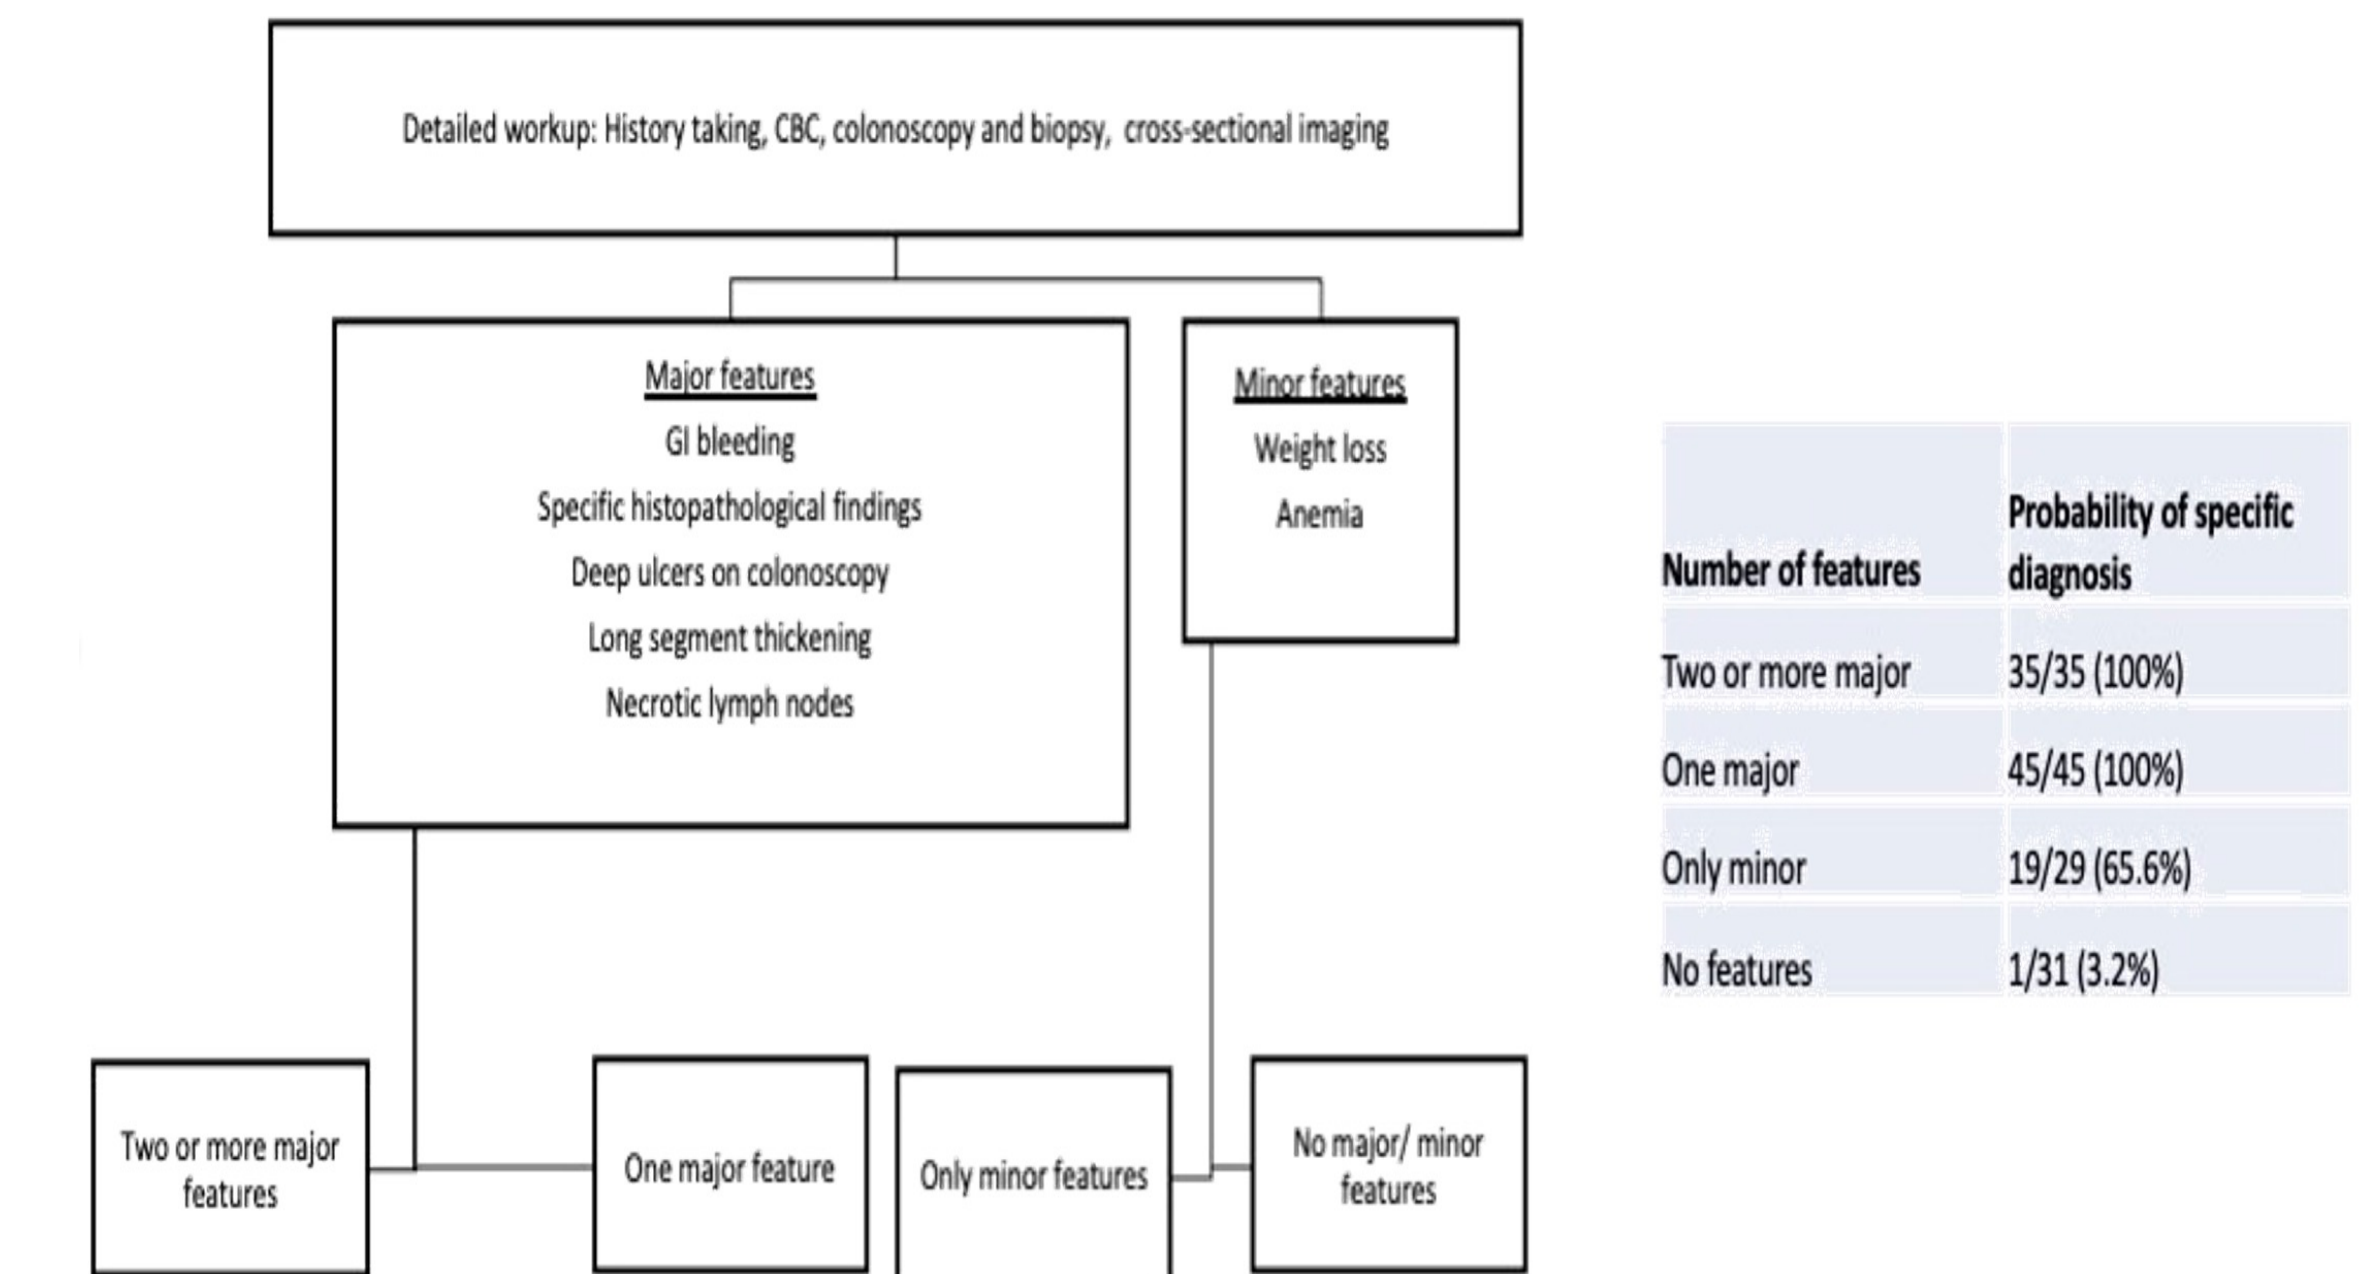 Detailed workup: History taking, CBC, colonoscopy and biopsy, cross-sectional imaging
Major features
GI bleeding
Specific histopathological findings
Deep ulcers on colonoscopy
Long segment thickening
Necrotic lymph nodes
Minor features
Weight loss
Anemia
Two or more major
features
One major feature
Only minor features
No major/ minor
features
Number of features
Probability of specific
diagnosis
Two or more major
35/35 (100%)
One major
45/45 (100%)
Only minor
19/29 (65.6%)
No features
1/31 (3.2%)